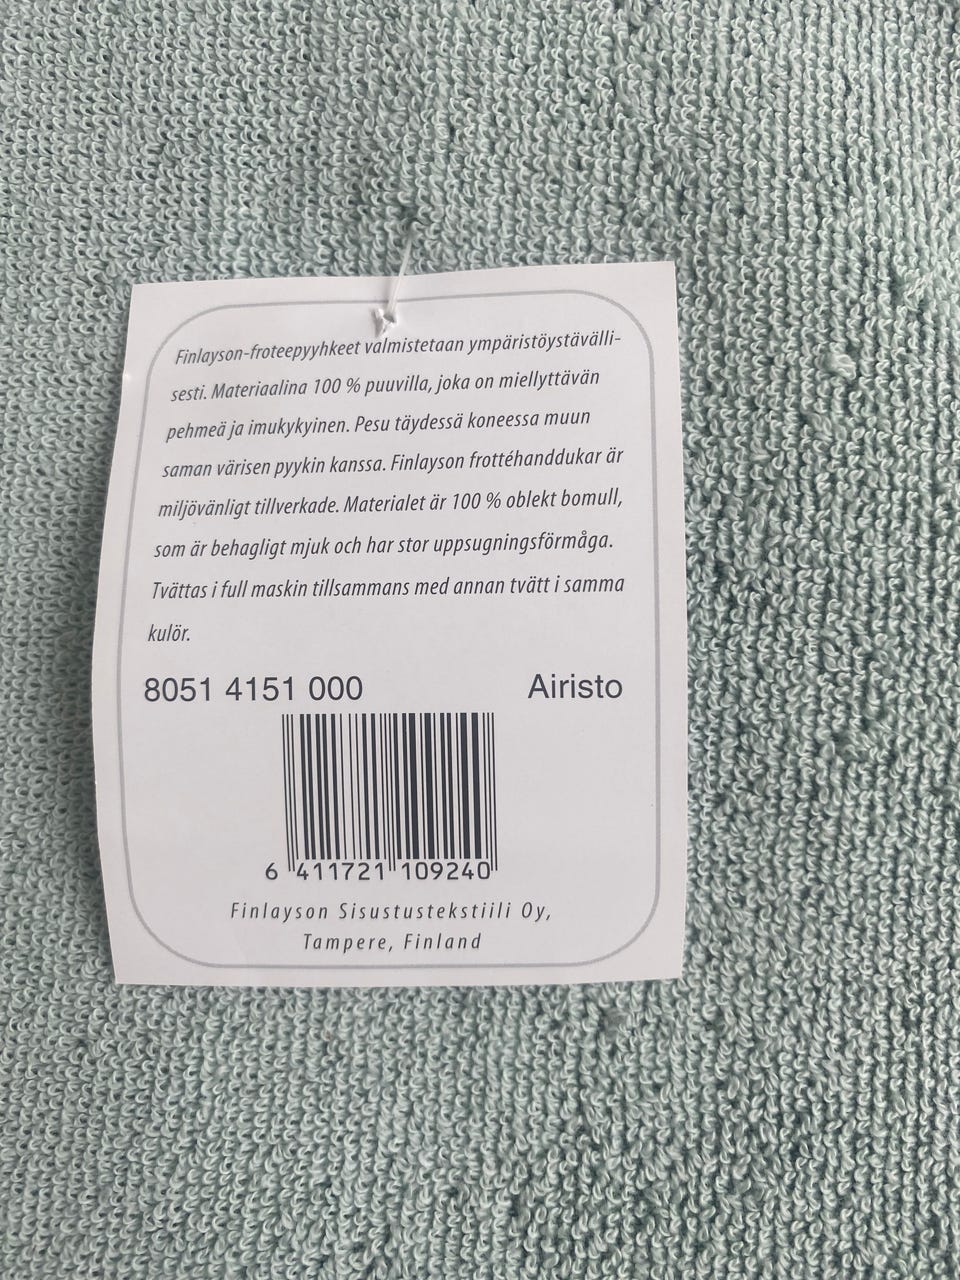 Finlayson-froteepyyhkeet valmistetaan ympäristöystävälli-
sesti. Materiaalina 100 % puuvilla, joka on miellyttävän
pehmeä ja imukykyinen. Pesu täydessä koneessa muun
saman värisen pyykin kanssa. Finlayson frottéhanddukar är
miljövänligt tillverkade. Materialet är 100 % oblekt bomull,
som är behagligt mjuk och har stor uppsugningsförmåga.
Tvättas i full maskin tillsammans med annan tvätt i samma
kulör.
8051 4151 000 Airisto
6 411721 109240
Finlayson Sisustustekstiili Oy,
Tampere, Finland